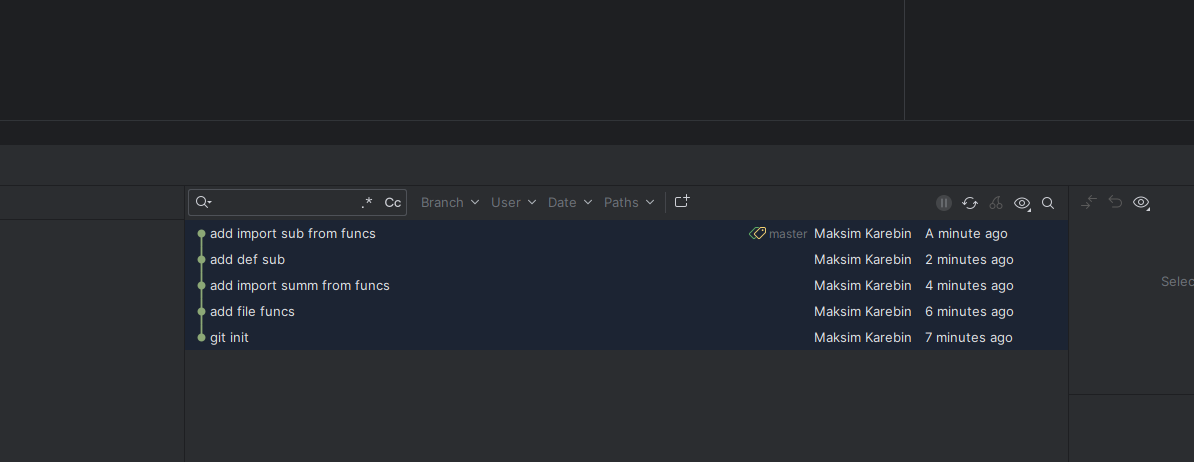 .* Cc Branch User Date Paths
add import sub from funcs master Maksim Karebin A minute ago
add def sub Maksim Karebin 2 minutes ago
add import summ from funcs Maksim Karebin 4 minutes ago
Selec
add file funcs Maksim Karebin 6 minutes ago
git init Maksim Karebin 7 minutes ago